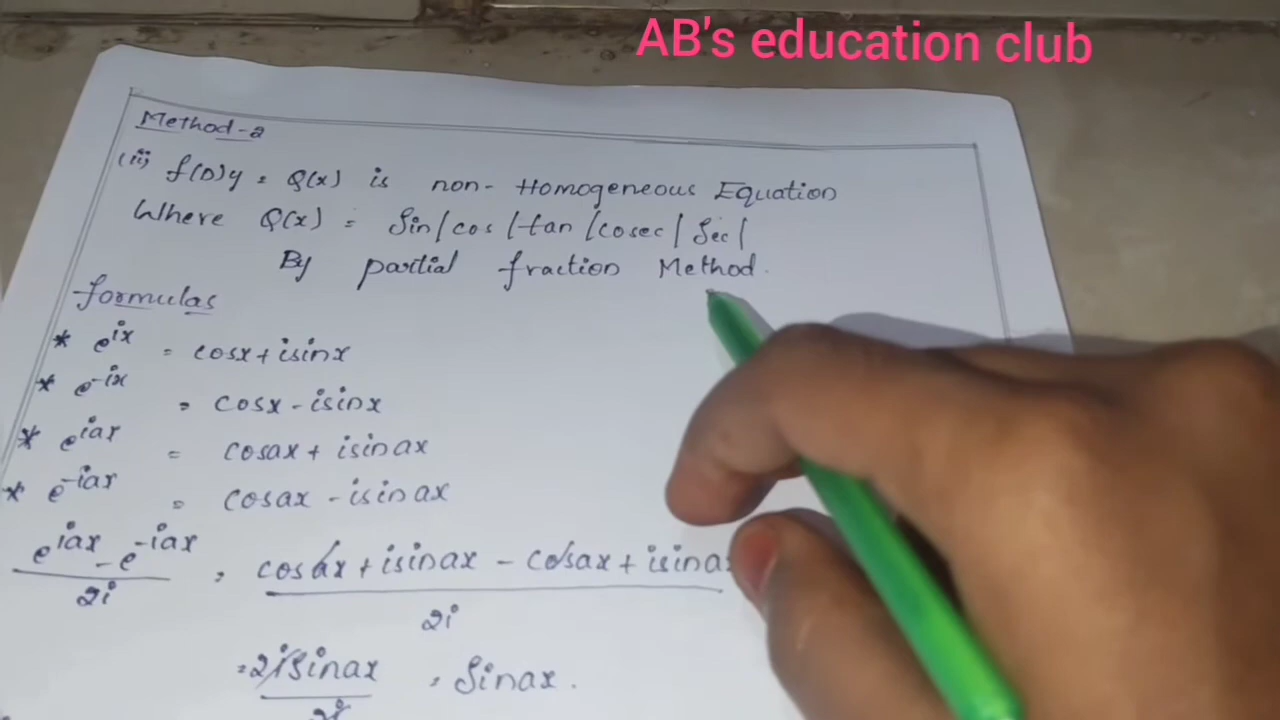 AB's education club
Method-2
(ii) f(D)y = Q(x) is non-Homogeneous Equation
Where Q(x) = Sin/cos/tan/cosec/Sec/
By partial fraction Method.
formulas
* e^ix = cosx+isinx
* e^-ix = cosx-isinx
* e^iax = cosax+isinax
* e^-iax = cosax-isinax
e^iax - e^-iax / 2i = cosax+isinax - cosax+isina / 2i
= 2isinax / 2i = Sinax.